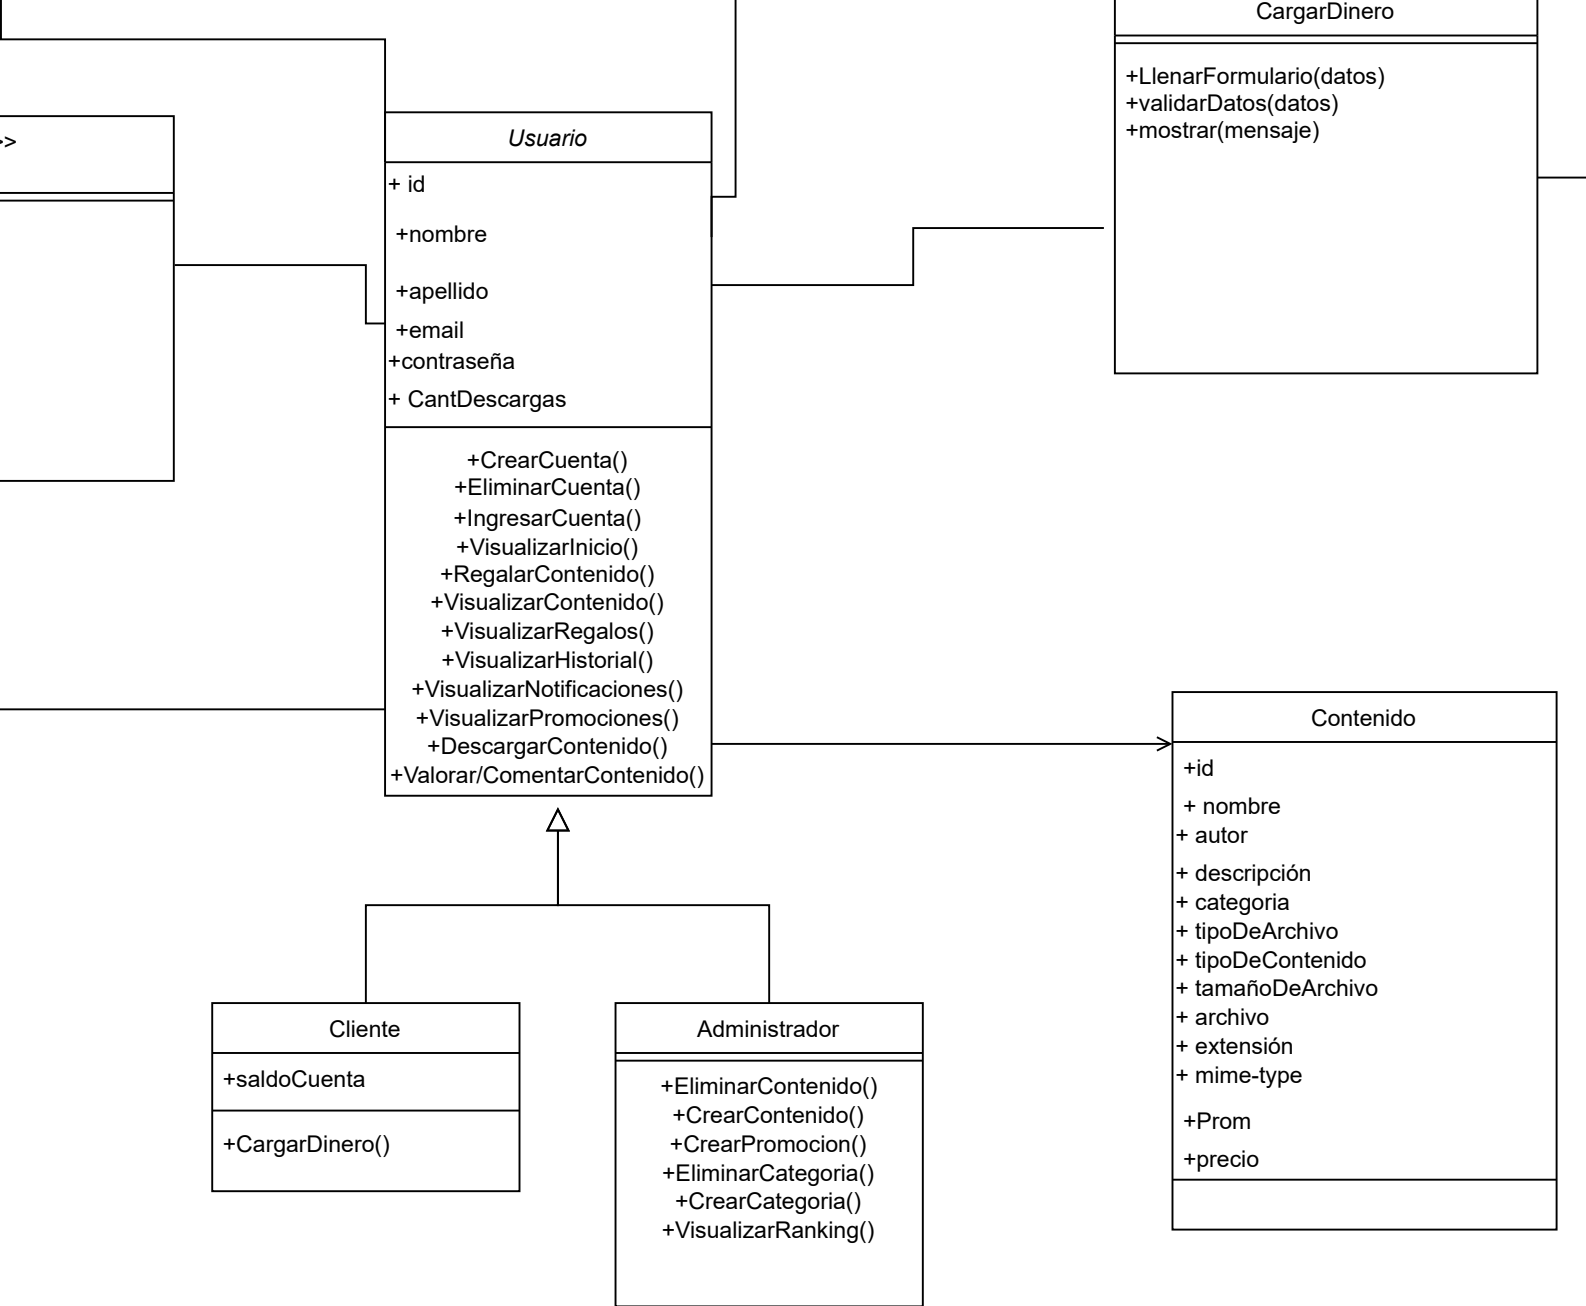 CargarDinero
+LlenarFormulario(datos)
+validarDatos(datos)
+mostrar(mensaje)
>>
Usuario
+ id
+nombre
+apellido
+email
+contraseña
+ CantDescargas
+CrearCuenta()
+EliminarCuenta()
+IngresarCuenta()
+VisualizarInicio()
+RegalarContenido()
+VisualizarContenido()
+VisualizarRegalos()
+VisualizarHistorial()
+VisualizarNotificaciones()
+VisualizarPromociones()
+DescargarContenido()
+Valorar/ComentarContenido()
Contenido
+id
+ nombre
+ autor
+ descripción
+ categoria
+ tipoDeArchivo
+ tipoDeContenido
+ tamañoDeArchivo
+ archivo
+ extensión
+ mime-type
+Prom
+precio
Cliente
+saldoCuenta
+CargarDinero()
Administrador
+EliminarContenido()
+CrearContenido()
+CrearPromocion()
+EliminarCategoria()
+CrearCategoria()
+VisualizarRanking()